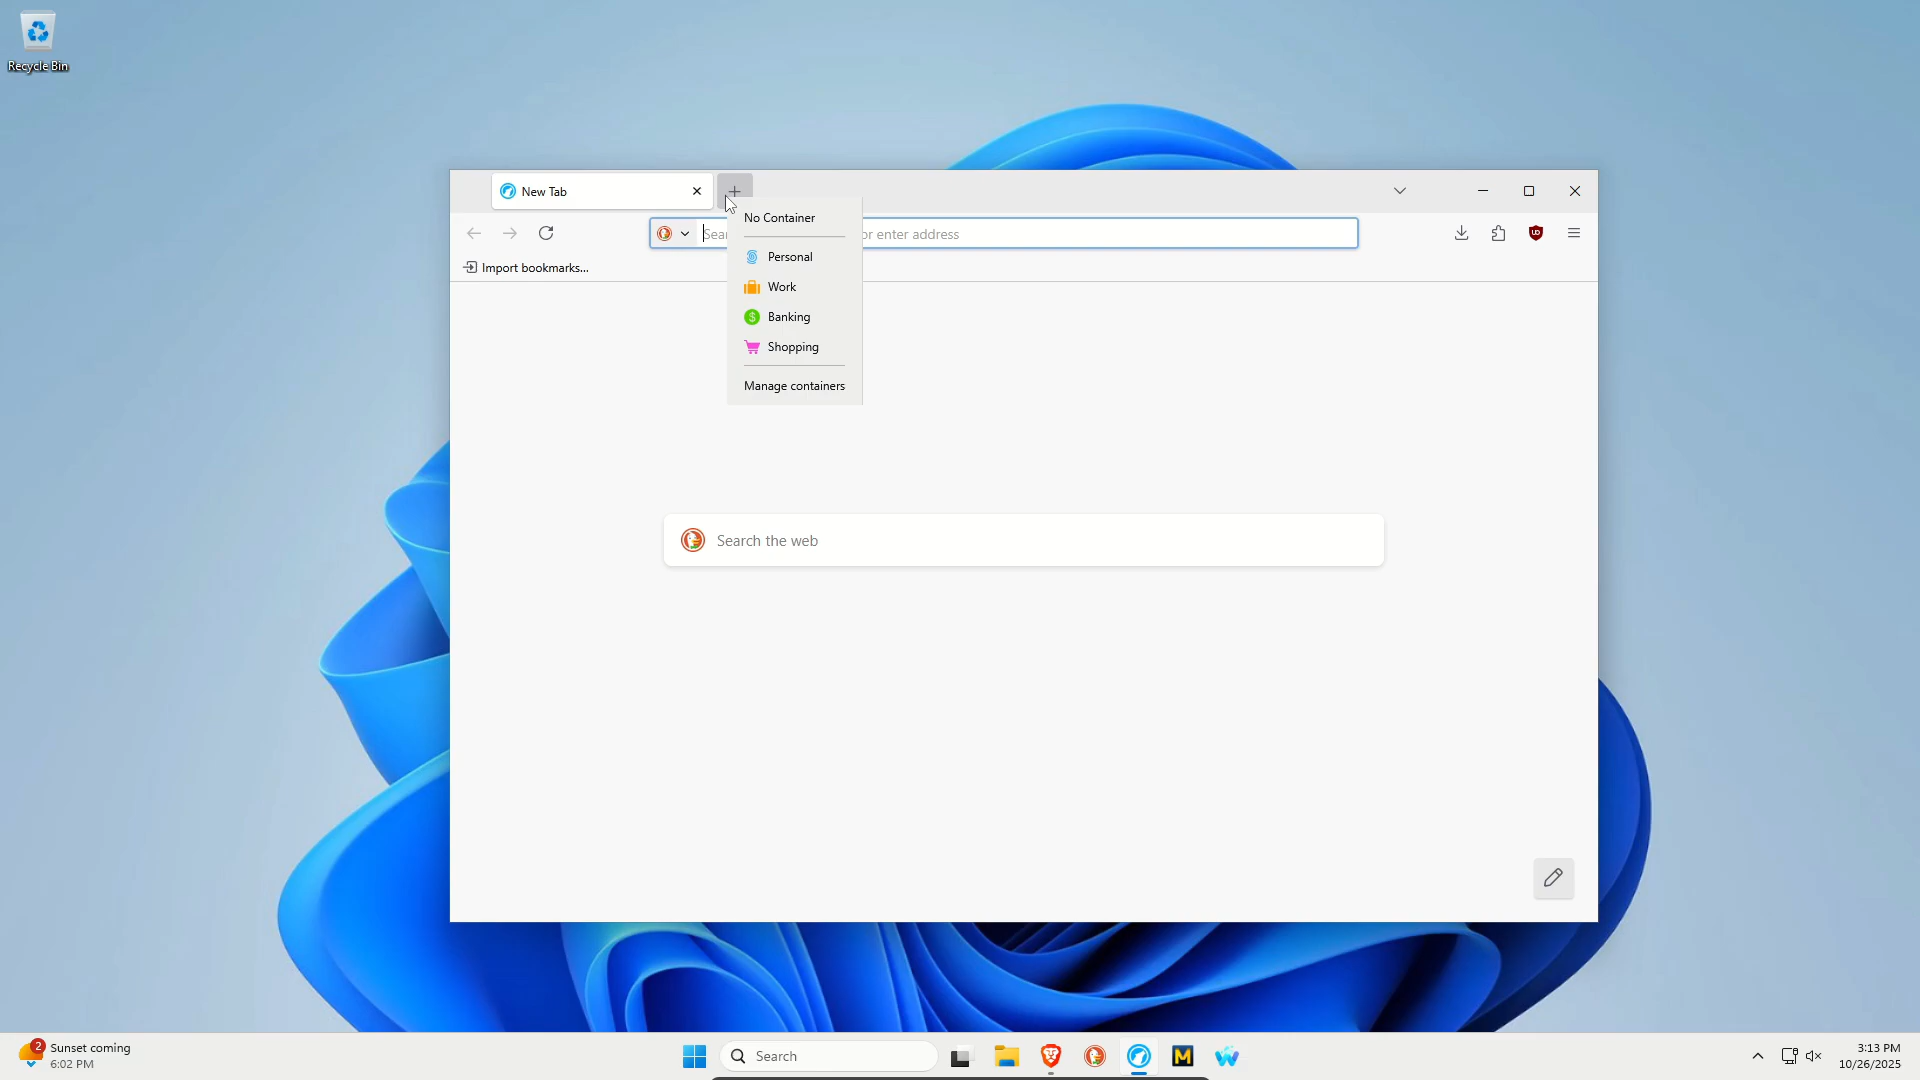 Recycle Bin
New Tab
No Container
Sear
or enter address
Personal
Import bookmarks...
Work
$ Banking
Shopping
Manage containers
Search the web
2 Sunset coming
6:02 PM
Search
M
3:13 PM
10/26/2025